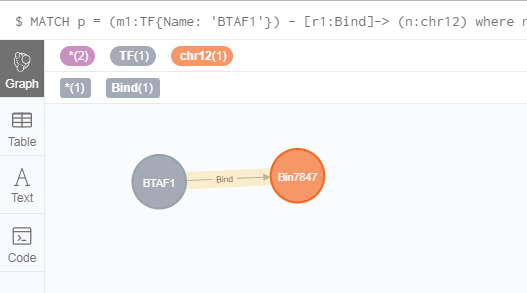 $ MATCH p = (m1:TF{Name: 'BTAF1'}) - [r1:Bind]-> (n:chr12) where
*(2) TF(1) chr12(1)
*(1) Bind(1)
Graph
Table
Text
Code
BTAF1 Bind Bin7847